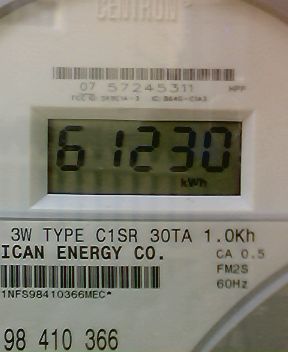 CENTRON
07 57245311
61230
kWh
3W TYPE C1SR 30TA 1.0Kh
ICAN ENERGY CO.
CA 0.5
FM2S
60Hz
1NFS98410366MEC*
98 410 366